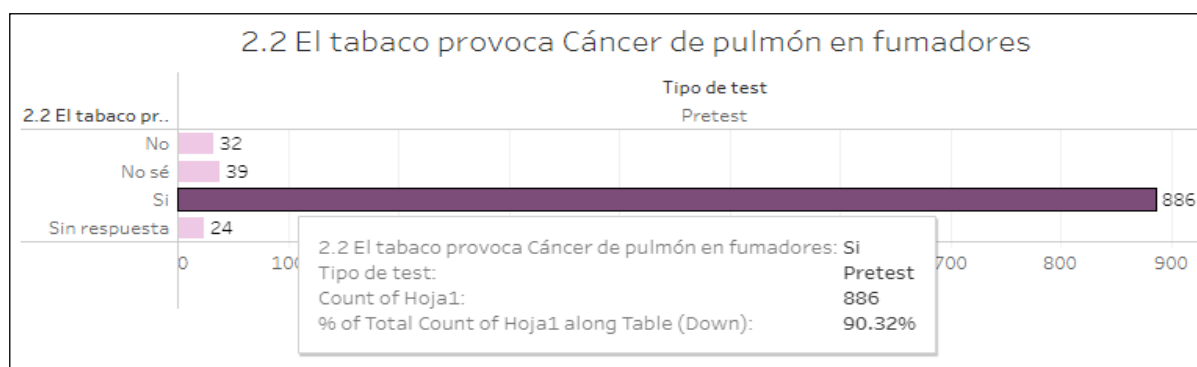 2.2 El tabaco provoca Cáncer de pulmón en fumadores
Tipo de test
2.2 El tabaco pr.. Pretest
No 32
No sé 39
Si 886
Sin respuesta 24
2.2 El tabaco provoca Cáncer de pulmón en fumadores: Si
Tipo de test: Pretest
Count of Hoja1: 886
% of Total Count of Hoja1 along Table (Down): 90.32%
0 100 700 800 900